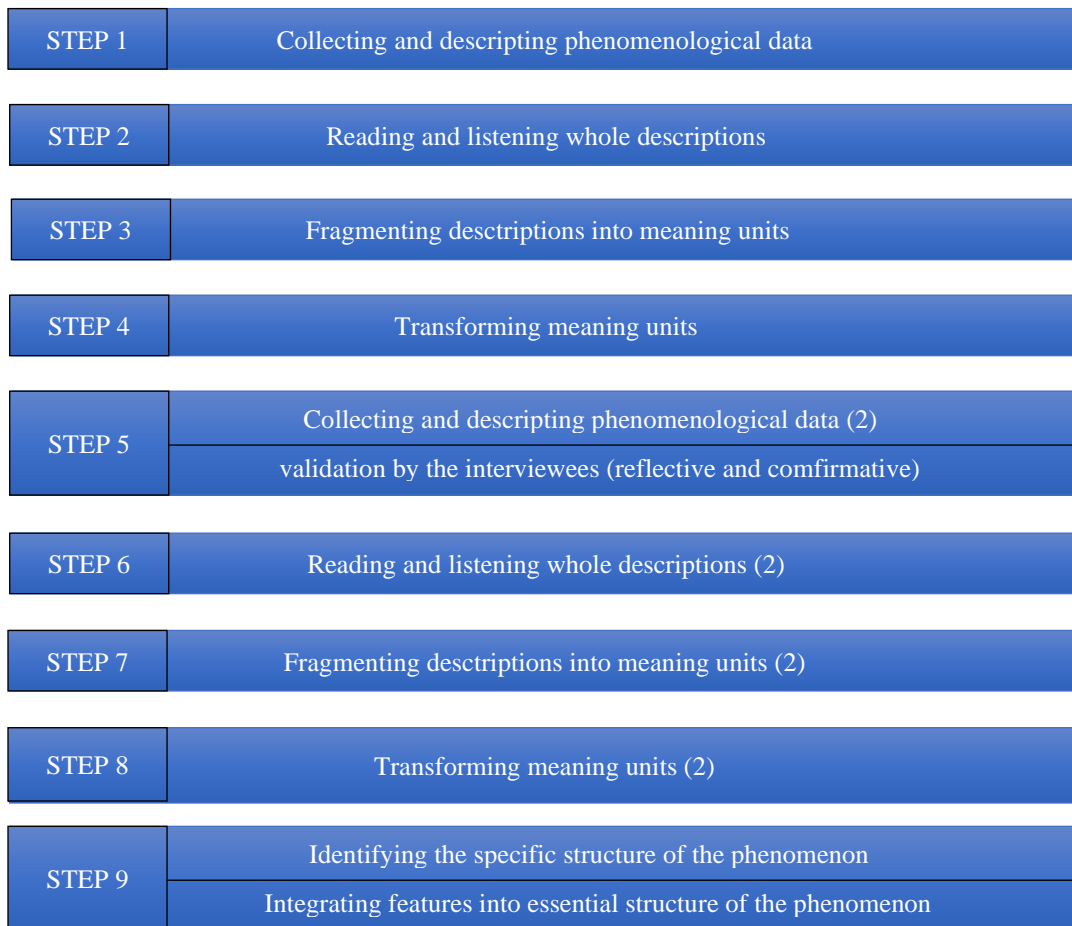 STEP 1
Collecting and descripting phenomenological data
STEP 2
Reading and listening whole descriptions
STEP 3
Fragmenting desctriptions into meaning units
STEP 4
Transforming meaning units
STEP 5
Collecting and descripting phenomenological data (2)
validation by the interviewees (reflective and comfirmative)
STEP 6
Reading and listening whole descriptions (2)
STEP 7
Fragmenting desctriptions into meaning units (2)
STEP 8
Transforming meaning units (2)
STEP 9
Identifying the specific structure of the phenomenon
Integrating features into essential structure of the phenomenon